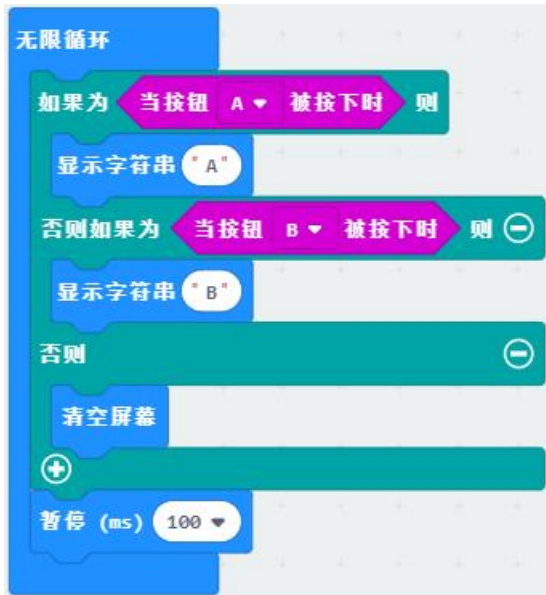 无限循环
如果为 当按钮 A 被按下时 则
显示字符串 "A"
否则如果为 当按钮 B 被按下时 则
显示字符串 "B"
否则
清空屏幕
暂停 (ms) 100